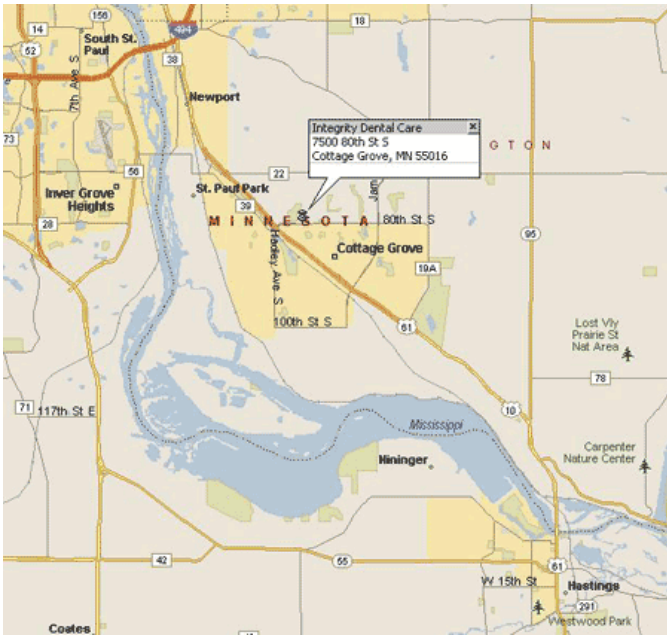 156
14
South St.
Paul
494
18
52
38
7th Ave S
Newport
Integrity Dental Care
7500 80th St S
Cottage Grove, MN 55016
GTON
73
56
22
Jam
Inver Grove
Heights
St. Paul Park
39
MINNESOTA
80th St S
28
95
Hadley Ave S
Cottage Grove
19A
100th St S
61
Lost Vly
Prairie St
Nat Area
78
71
117th St E
10
Mississippi
Nininger
Carpenter
Nature Center
42
55
61
W 15th St
Hastings
291
Westwood Park
Coates